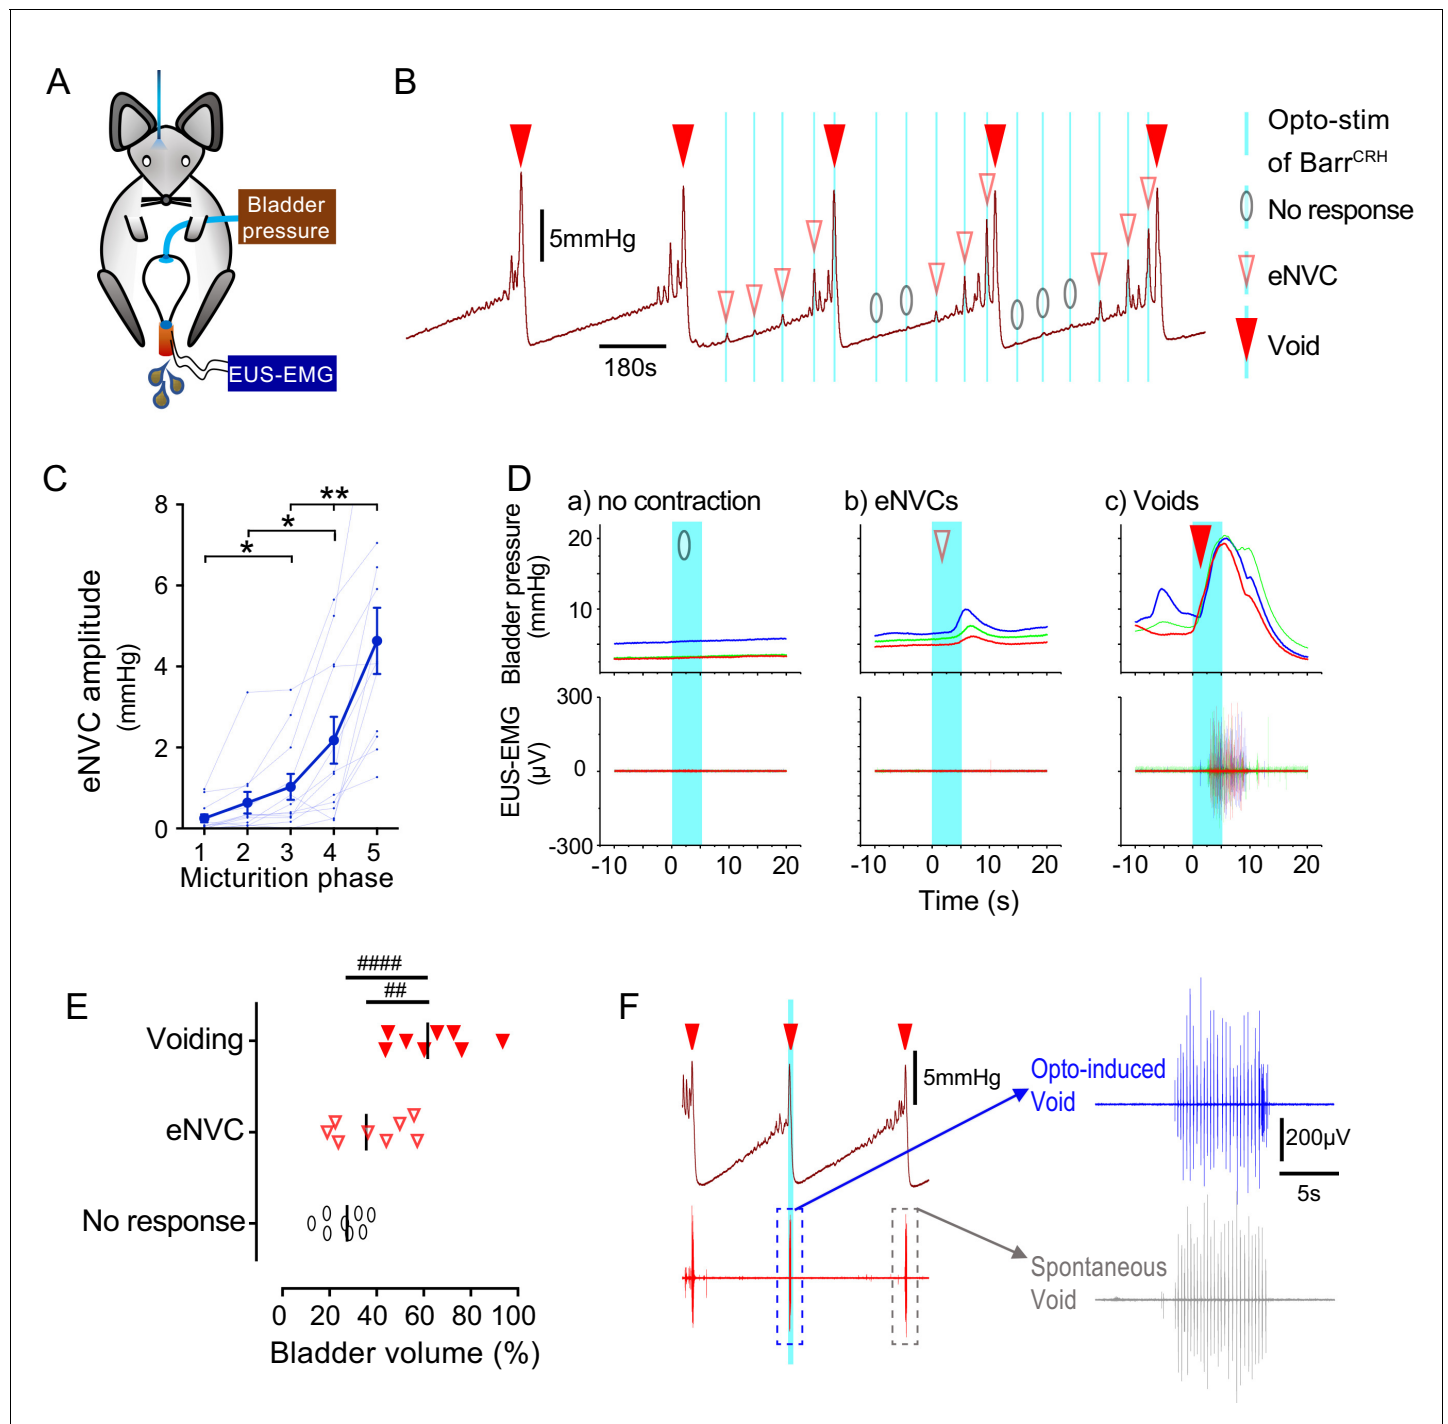 A
Bladder
pressure
EUS-EMG
B
5mmHg
180s
Opto-stim
of Barr^CRH
No response
eNVC
Void
C
eNVC amplitude
(mmHg)
8
6
4
2
0
**
*
*
1 2 3 4 5
Micturition phase
D
a) no contraction
b) eNVCs
c) Voids
Bladder pressure
(mmHg)
20
10
EUS-EMG
(µV)
300
0
-300
-10 0 10 20
-10 0 10 20
-10 0 10 20
Time (s)
E
####
##
Voiding
eNVC
No response
0 20 40 60 80 100
Bladder volume (%)
F
5mmHg
Opto-induced
Void
200µV
5s
Spontaneous
Void